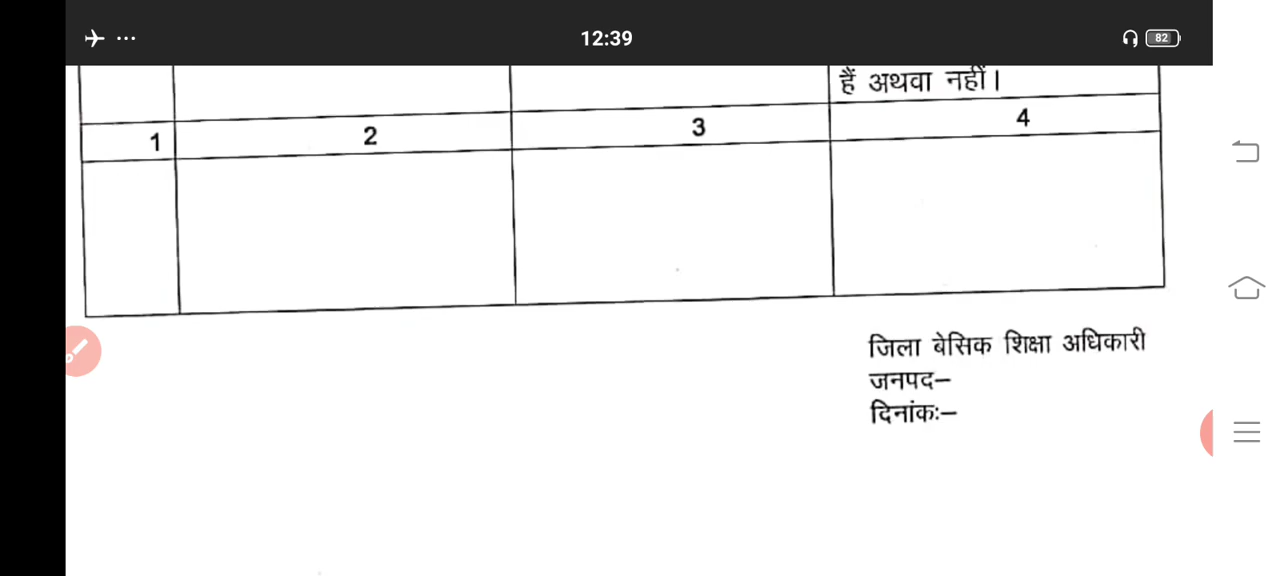 12:39
82
हैं अथवा नहीं।
1 2 3 4
जिला बेसिक शिक्षा अधिकारी
जनपद–
दिनांकः–